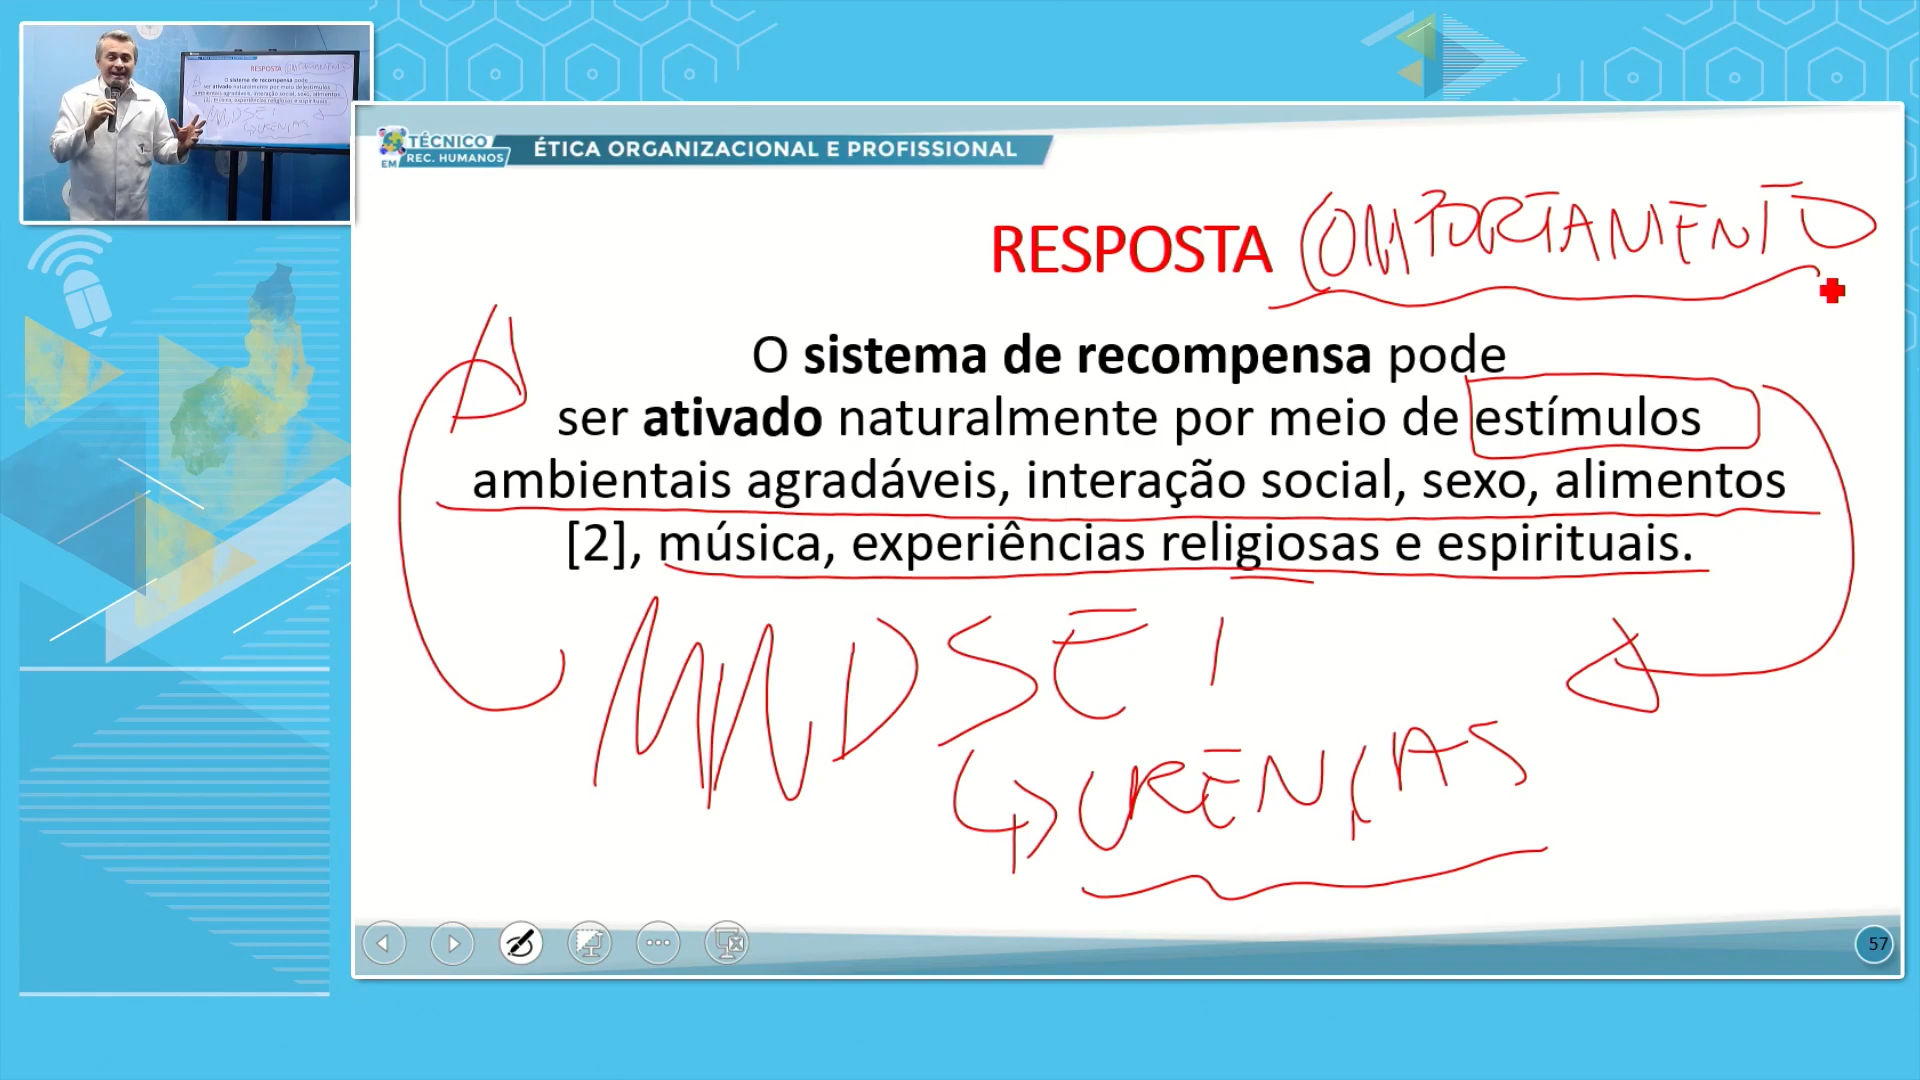 TÉCNICO
EM REC. HUMANOS
ÉTICA ORGANIZACIONAL E PROFISSIONAL
RESPOSTA COMPORTAMENTO
O sistema de recompensa pode
ser ativado naturalmente por meio de estímulos
ambientais agradáveis, interação social, sexo, alimentos
[2], música, experiências religiosas e espirituais.
MINDSET
CRENÇAS
57